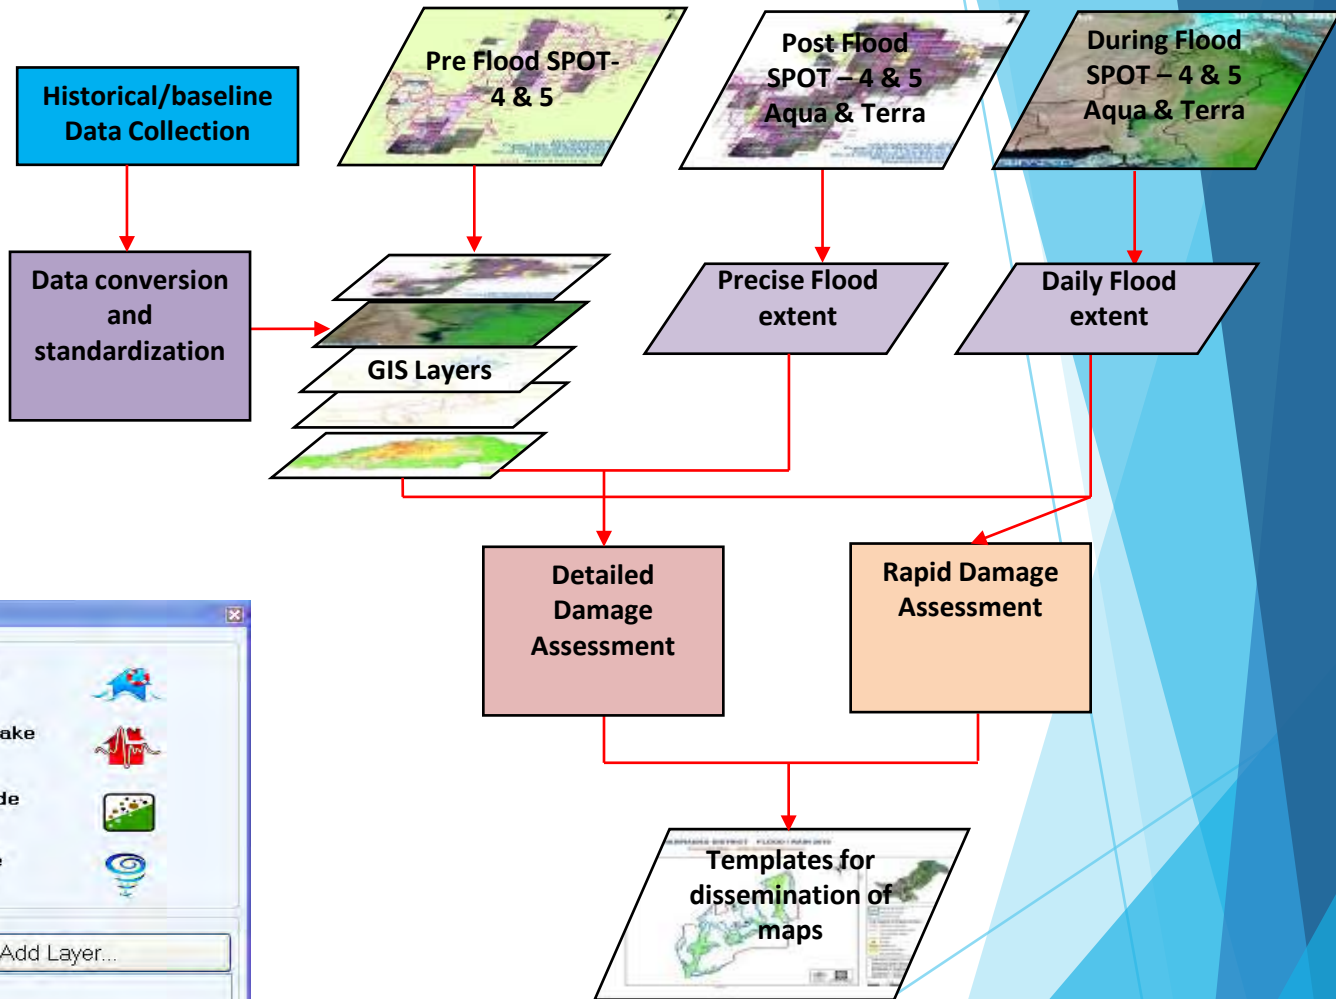 Pre Flood SPOT-
4 & 5
Post Flood
SPOT – 4 & 5
Aqua & Terra
During Flood
SPOT – 4 & 5
Aqua & Terra
Historical/baseline
Data Collection
Data conversion
and
standardization
GIS Layers
Precise Flood
extent
Daily Flood
extent
Detailed
Damage
Assessment
Rapid Damage
Assessment
ake
de
e
Add Layer...
Templates for
dissemination of
maps